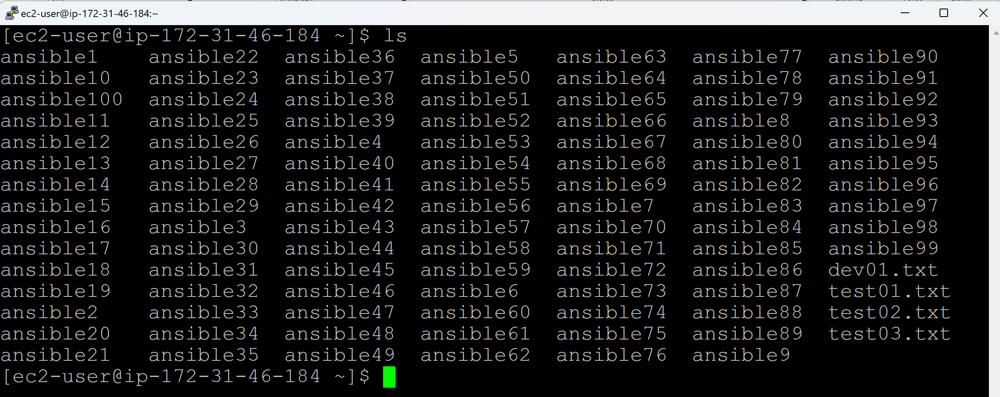 ec2-user@ip-172-31-46-184:~
[ec2-user@ip-172-31-46-184 ~]$ ls
ansible1 ansible22 ansible36 ansible5 ansible63 ansible77 ansible90
ansible10 ansible23 ansible37 ansible50 ansible64 ansible78 ansible91
ansible100 ansible24 ansible38 ansible51 ansible65 ansible79 ansible92
ansible11 ansible25 ansible39 ansible52 ansible66 ansible8 ansible93
ansible12 ansible26 ansible4 ansible53 ansible67 ansible80 ansible94
ansible13 ansible27 ansible40 ansible54 ansible68 ansible81 ansible95
ansible14 ansible28 ansible41 ansible55 ansible69 ansible82 ansible96
ansible15 ansible29 ansible42 ansible56 ansible7 ansible83 ansible97
ansible16 ansible3 ansible43 ansible57 ansible70 ansible84 ansible98
ansible17 ansible30 ansible44 ansible58 ansible71 ansible85 ansible99
ansible18 ansible31 ansible45 ansible59 ansible72 ansible86 dev01.txt
ansible19 ansible32 ansible46 ansible6 ansible73 ansible87 test01.txt
ansible2 ansible33 ansible47 ansible60 ansible74 ansible88 test02.txt
ansible20 ansible34 ansible48 ansible61 ansible75 ansible89 test03.txt
ansible21 ansible35 ansible49 ansible62 ansible76 ansible9
[ec2-user@ip-172-31-46-184 ~]$